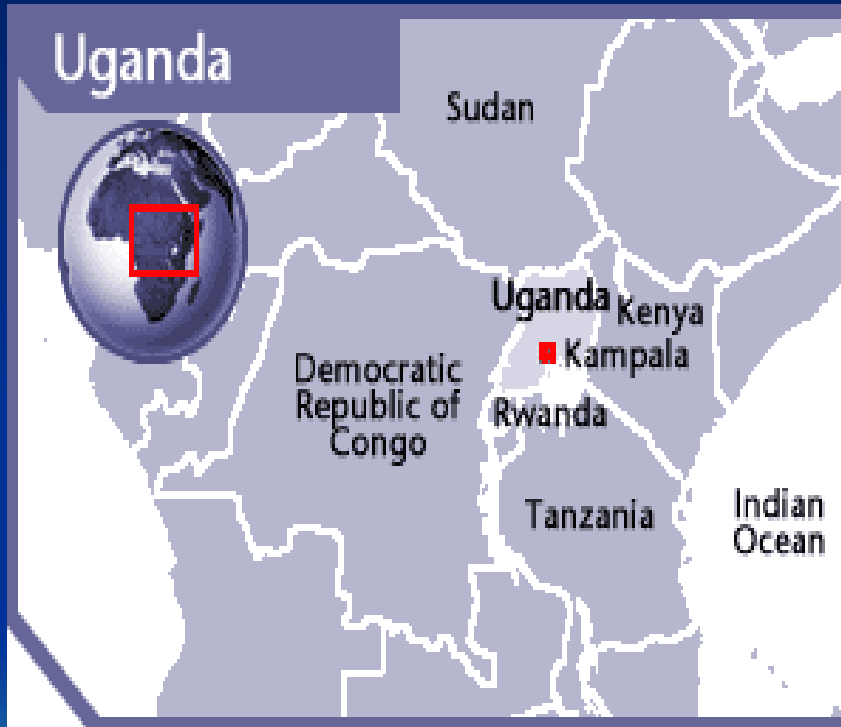 Uganda
Sudan
Uganda
Kenya
Kampala
Democratic
Republic of
Congo
Rwanda
Tanzania
Indian
Ocean